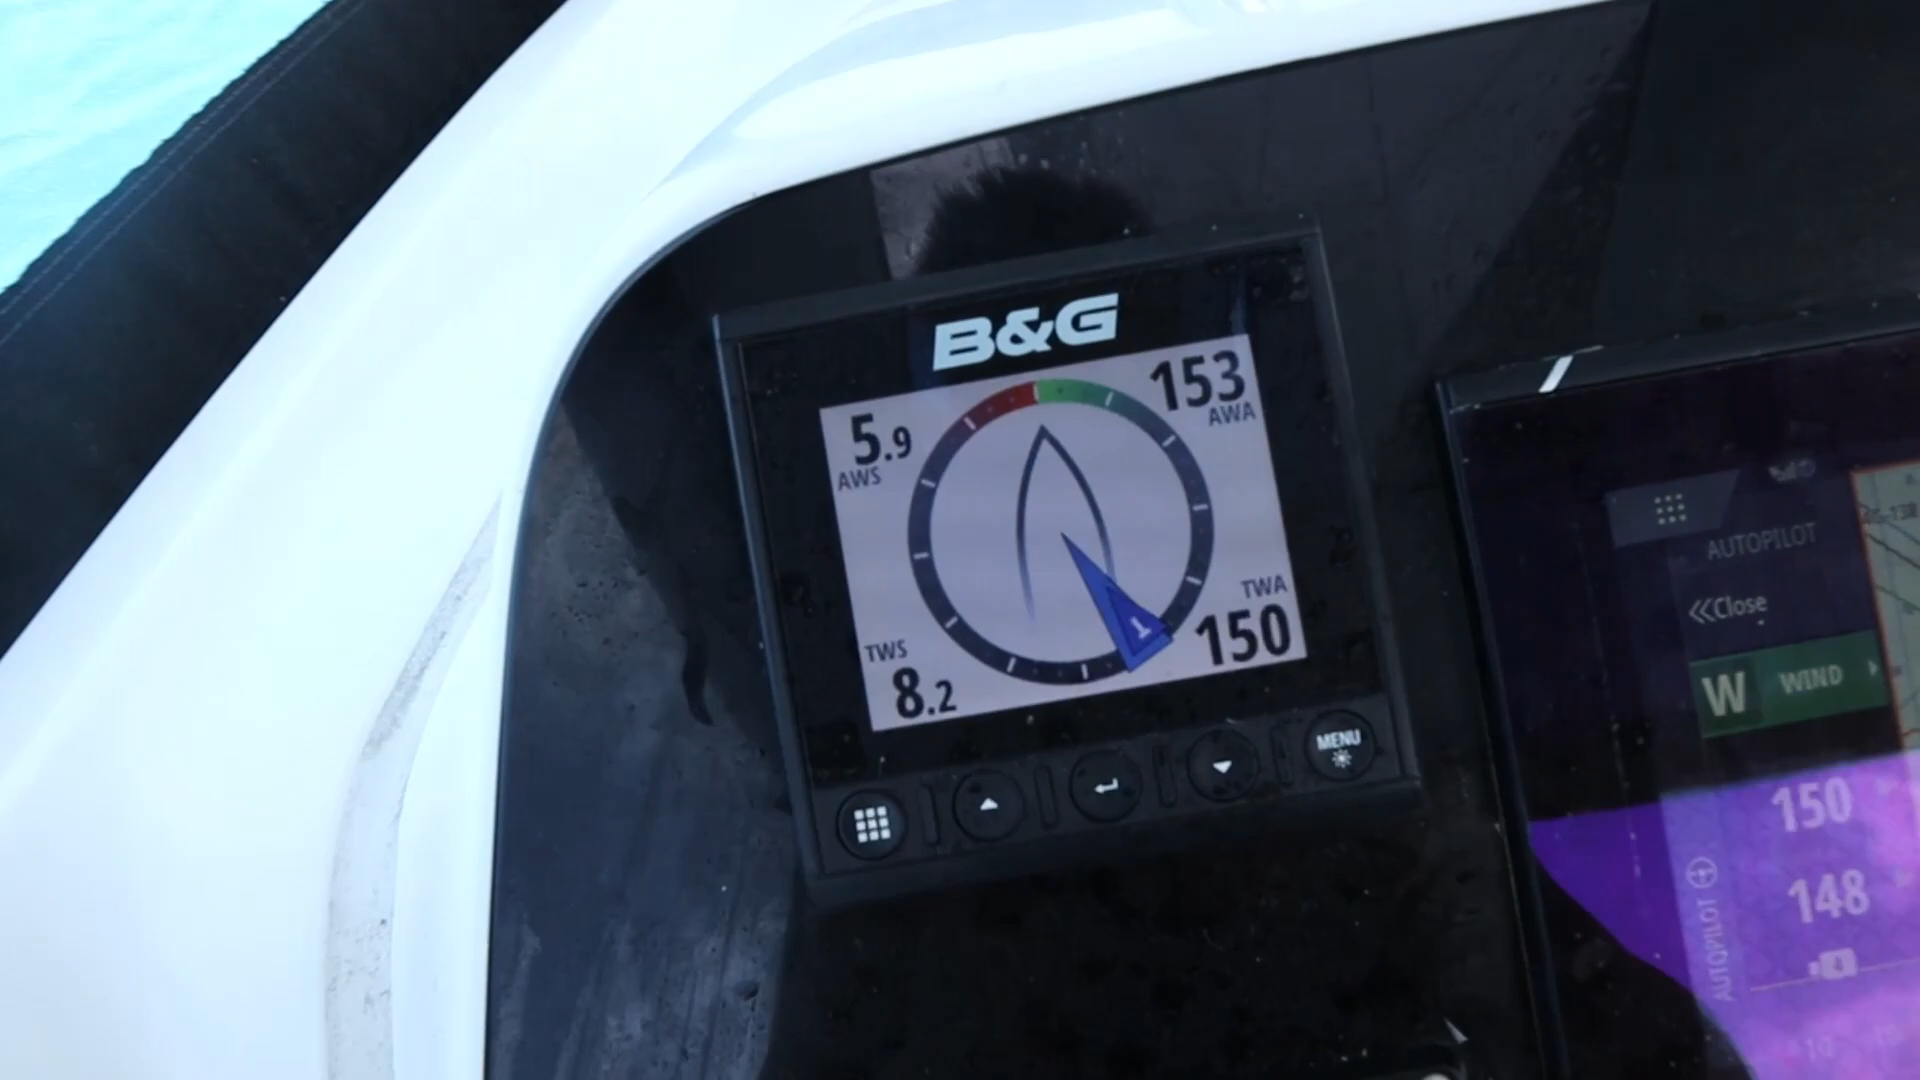 B&G
5.9
AWS
153
AWA
TWS
8.2
TWA
150
T
MENU
AUTOPILOT
Close
W WIND
150
148
AUTOPILOT